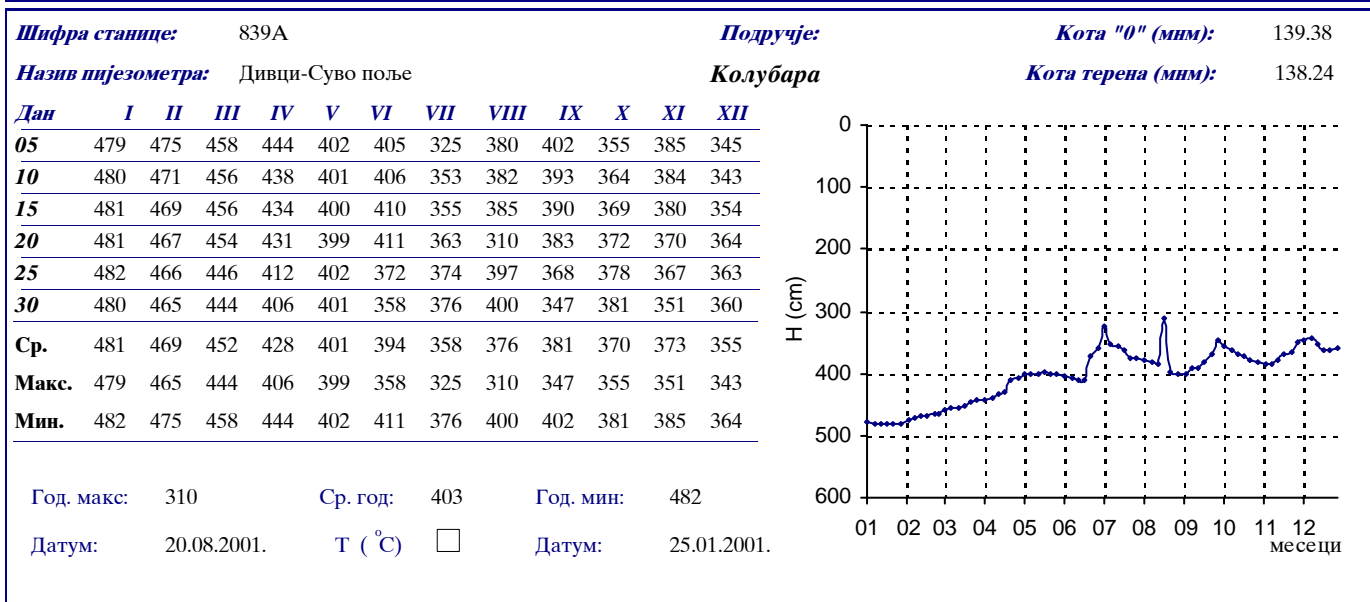 Шифра станице: 839А Подручје: Кота "0" (мнм): 139.38
Назив пијезометра: Дивци-Суво поље Колубара Кота терена (мнм): 138.24
Дан I II III IV V VI VII VIII IX X XI XII
05 479 475 458 444 402 405 325 380 402 355 385 345
10 480 471 456 438 401 406 353 382 393 364 384 343
15 481 469 456 434 400 410 355 385 390 369 380 354
20 481 467 454 431 399 411 363 310 383 372 370 364
25 482 466 446 412 402 372 374 397 368 378 367 363
30 480 465 444 406 401 358 376 400 347 381 351 360
Ср. 481 469 452 428 401 394 358 376 381 370 373 355
Макс. 479 465 444 406 399 358 325 310 347 355 351 343
Мин. 482 475 458 444 402 411 376 400 402 381 385 364
Год. макс: 310 Ср. год: 403 Год. мин: 482
Датум: 20.08.2001. Т ( °С) Датум: 25.01.2001.
H (cm)
0
100
200
300
400
500
600
01 02 03 04 05 06 07 08 09 10 11 12
месеци